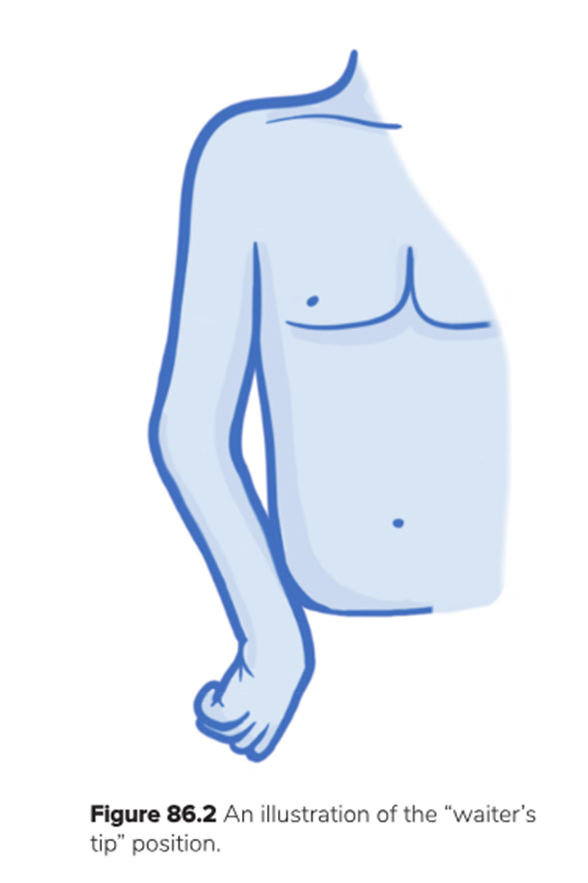 Figure 86.2 An illustration of the “waiter’s
tip” position.